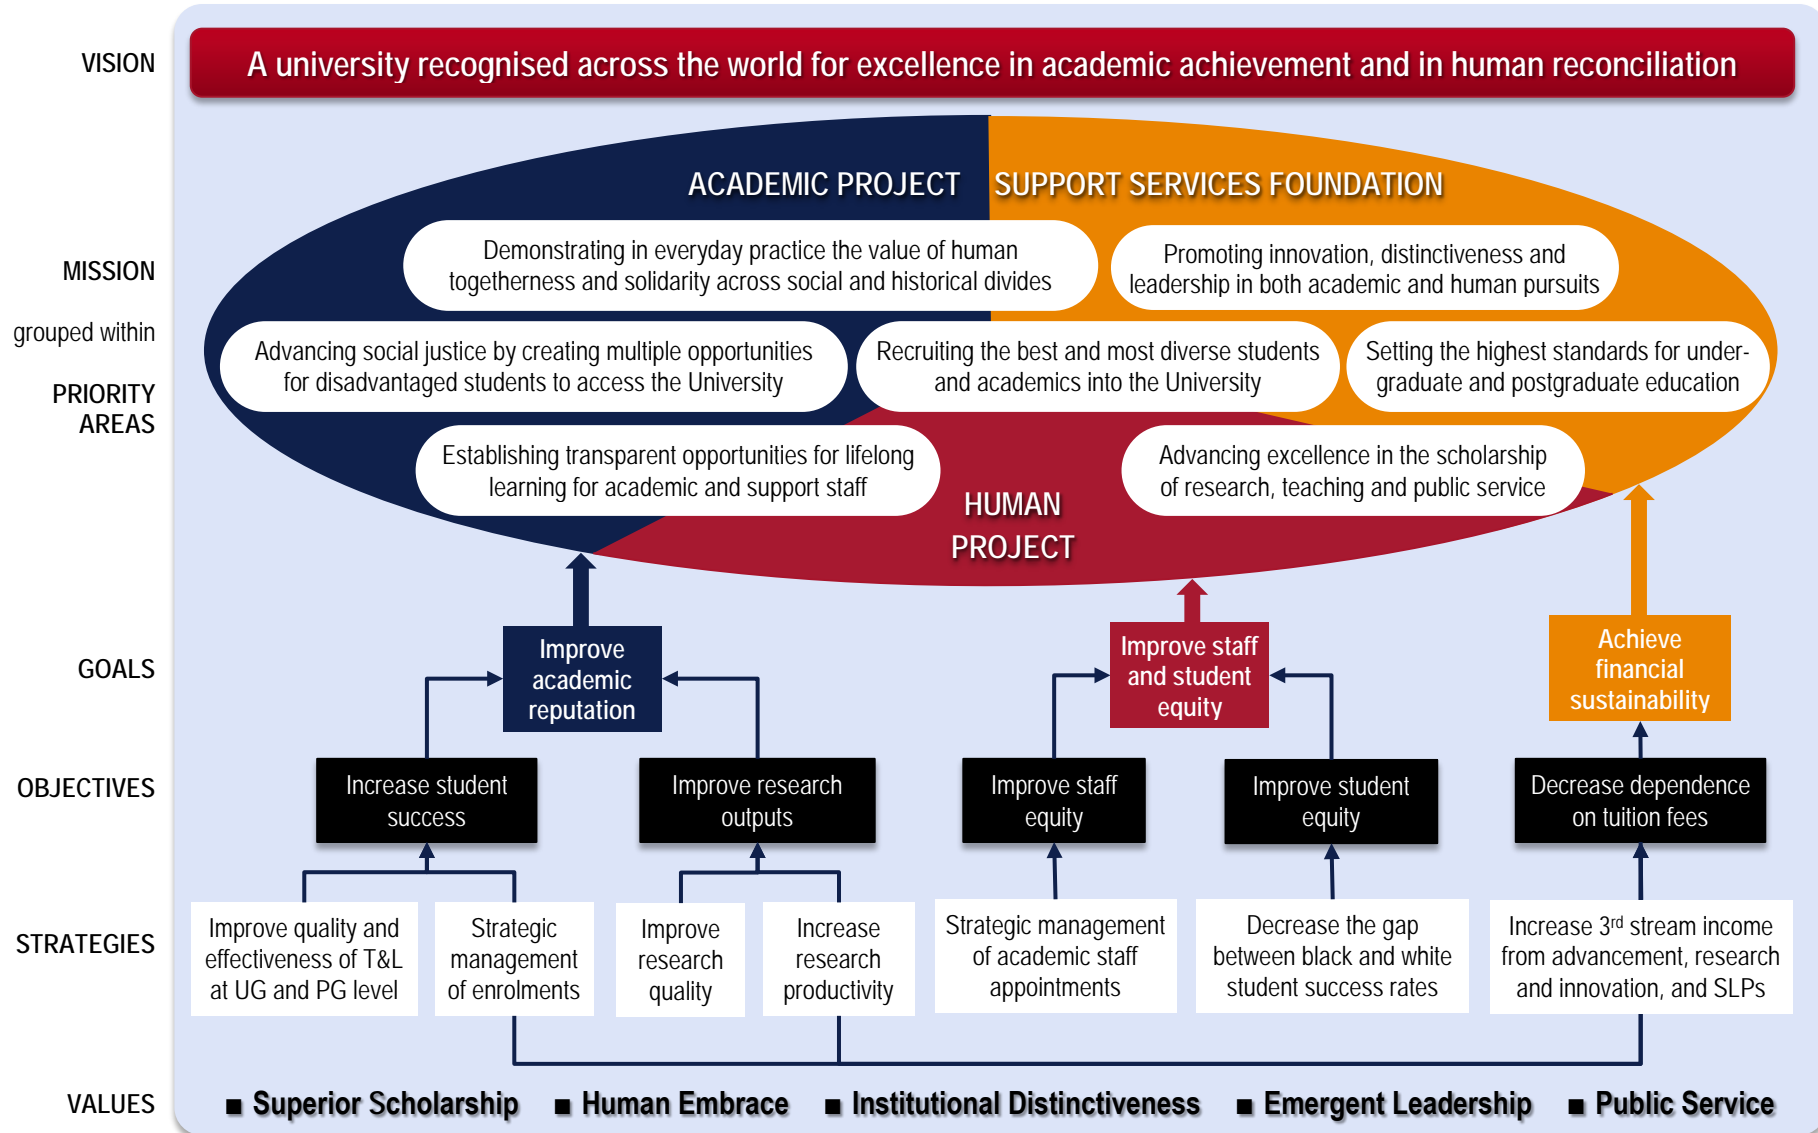 VISION
A university recognised across the world for excellence in academic achievement and in human reconciliation
ACADEMIC PROJECT
SUPPORT SERVICES FOUNDATION
MISSION
grouped within
PRIORITY
AREAS
Demonstrating in everyday practice the value of human
togetherness and solidarity across social and historical divides
Promoting innovation, distinctiveness and
leadership in both academic and human pursuits
Advancing social justice by creating multiple opportunities
for disadvantaged students to access the University
Recruiting the best and most diverse students
and academics into the University
Setting the highest standards for under-
graduate and postgraduate education
Establishing transparent opportunities for lifelong
learning for academic and support staff
Advancing excellence in the scholarship
of research, teaching and public service
HUMAN
PROJECT
GOALS
Improve
academic
reputation
Improve staff
and student
equity
Achieve
financial
sustainability
OBJECTIVES
Increase student
success
Improve research
outputs
Improve staff
equity
Improve student
equity
Decrease dependence
on tuition fees
STRATEGIES
Improve quality and
effectiveness of T&L
at UG and PG level
Strategic
management
of enrolments
Improve
research
quality
Increase
research
productivity
Strategic management
of academic staff
appointments
Decrease the gap
between black and white
student success rates
Increase 3rd stream income
from advancement, research
and innovation, and SLPs
VALUES
■ Superior Scholarship ■ Human Embrace ■ Institutional Distinctiveness ■ Emergent Leadership ■ Public Service